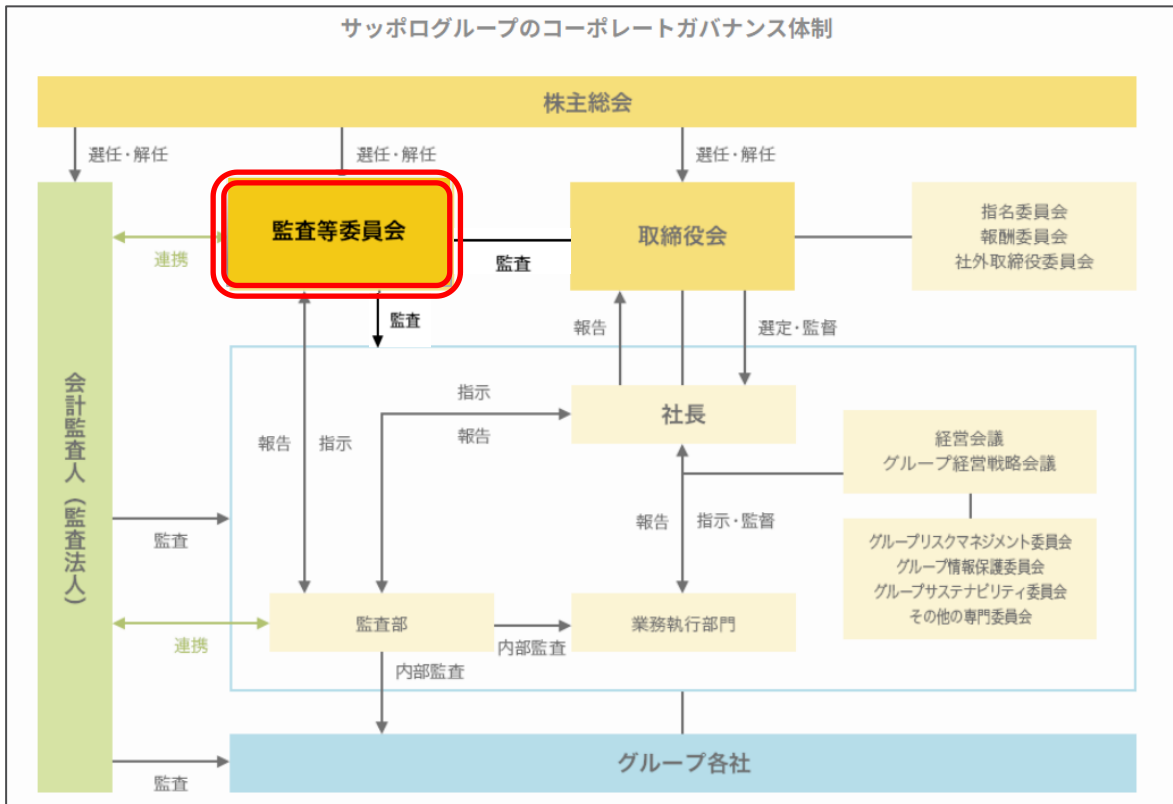 サッポログループのコーポレートガバナンス体制
株主総会
選任・解任
選任・解任
選任・解任
監査等委員会
取締役会
指名委員会
報酬委員会
社外取締役委員会
連携
監査
監査
報告
選定・監督
会計監査人（監査法人）
指示
報告
社長
報告
指示
経営会議
グループ経営戦略会議
監査
報告
指示・監督
グループリスクマネジメント委員会
グループ情報保護委員会
グループサステナビリティ委員会
その他の専門委員会
連携
監査部
内部監査
業務執行部門
内部監査
監査
グループ各社